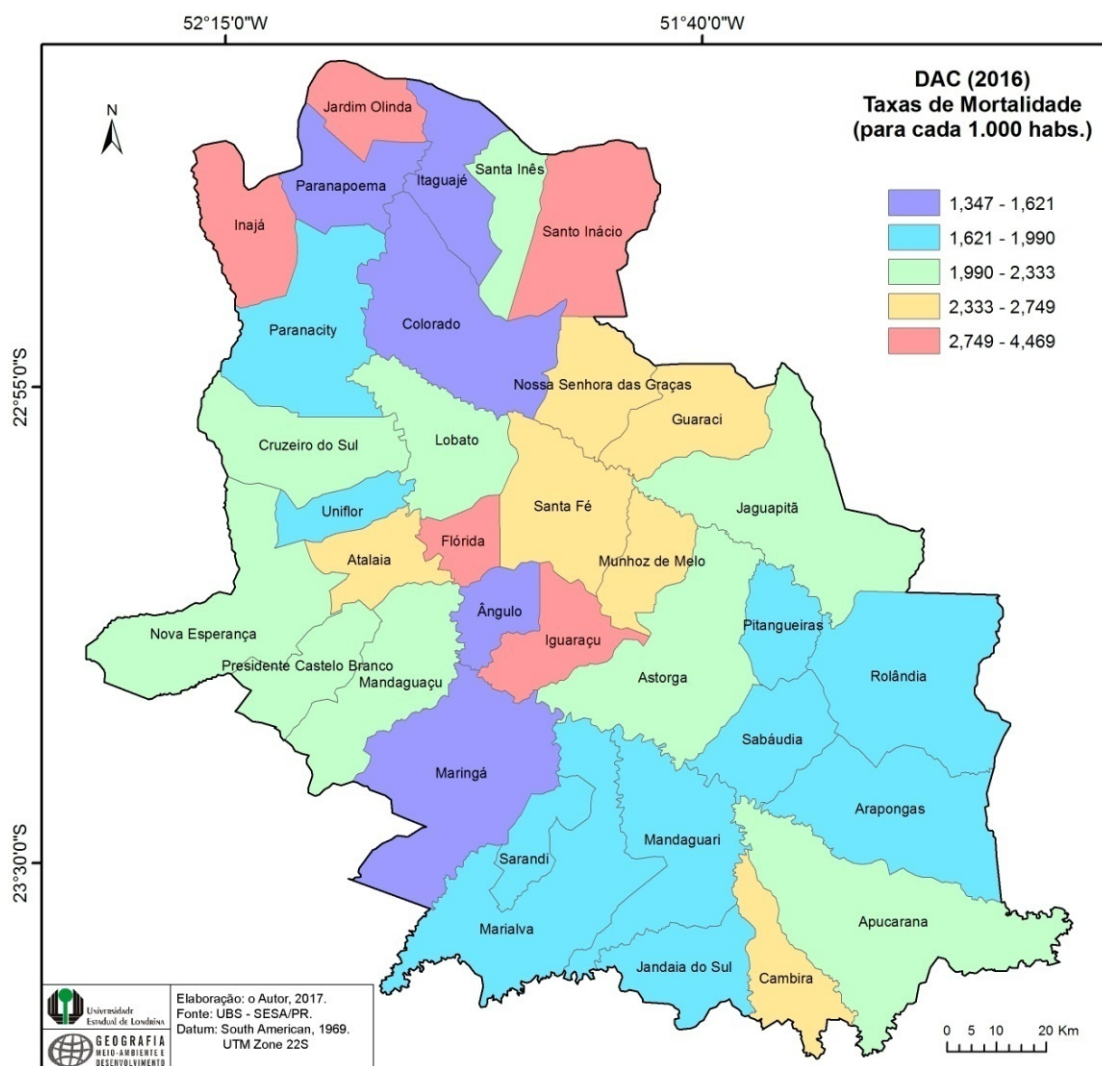 52°15'0"W
51°40'0"W
N
DAC (2016)
Taxas de Mortalidade
(para cada 1.000 habs.)
1,347 - 1,621
1,621 - 1,990
1,990 - 2,333
2,333 - 2,749
2,749 - 4,469
Jardim Olinda
Santa Inês
Paranapoema
Itaguajé
Inajá
Santo Inácio
Colorado
Paranacity
22°55'0"S
Nossa Senhora das Graças
Guaraci
Lobato
Cruzeiro do Sul
Santa Fé
Jaguapitã
Uniflor
Flórida
Atalaia
Munhoz de Melo
Ângulo
Pitangueiras
Nova Esperança
Iguaraçu
Presidente Castelo Branco
Rolândia
Astorga
Mandaguaçu
Sabáudia
Maringá
Arapongas
Mandaguari
Sarandi
23°30'0"S
Apucarana
Marialva
Jandaia do Sul
Cambira
Universidade
Estadual de Londrina
GEOGRAFIA
MEIO-AMBIENTE E
DESENVOLVIMENTO
Elaboração: o Autor, 2017.
Fonte: UBS - SESA/PR.
Datum: South American, 1969.
UTM Zone 22S
0 5 10 20 Km